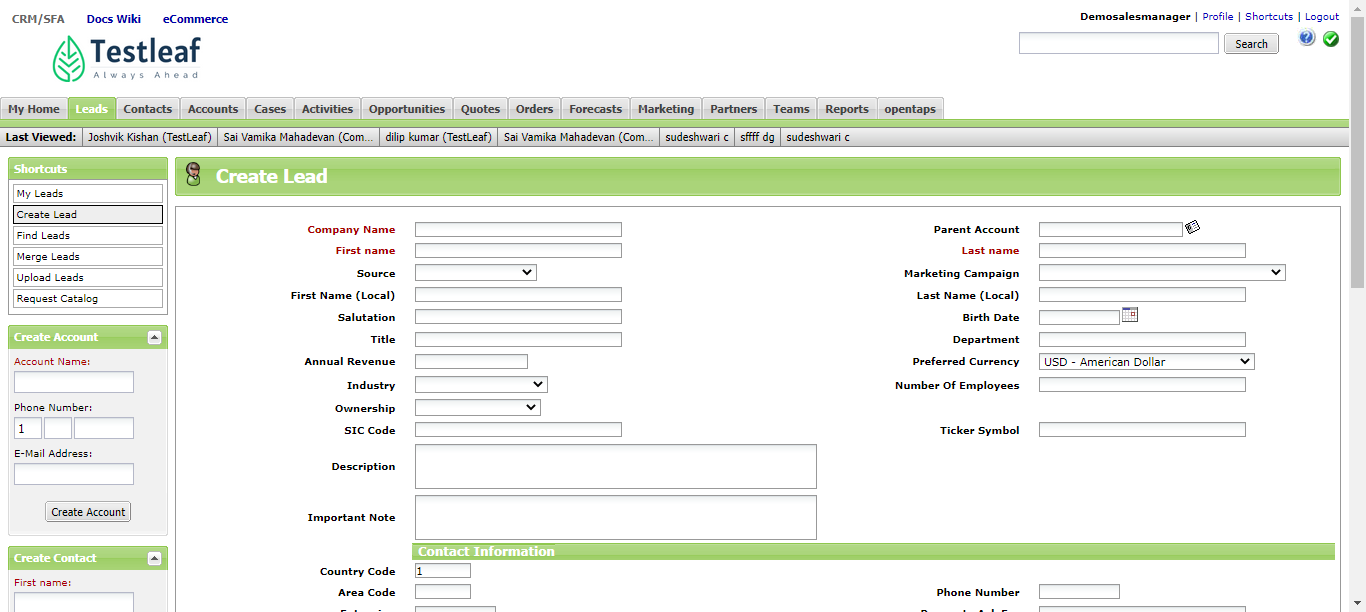 CRM/SFA Docs Wiki eCommerce
Demosalesmanager | Profile | Shortcuts | Logout
Testleaf
Always Ahead
Search
My Home Leads Contacts Accounts Cases Activities Opportunities Quotes Orders Forecasts Marketing Partners Teams Reports opentaps
Last Viewed: Joshvik Kishan (TestLeaf) Sai Vamika Mahadevan (Com... dilip kumar (TestLeaf) Sai Vamika Mahadevan (Com... sudeshwari c sffff dg sudeshwari c
Shortcuts
My Leads
Create Lead
Find Leads
Merge Leads
Upload Leads
Request Catalog
Create Account
Account Name:
Phone Number:
1
E-Mail Address:
Create Account
Create Contact
First name:
Create Lead
Company Name Parent Account
First name Last name
Source Marketing Campaign
First Name (Local) Last Name (Local)
Salutation Birth Date
Title Department
Annual Revenue Preferred Currency USD - American Dollar
Industry Number Of Employees
Ownership
SIC Code Ticker Symbol
Description
Important Note
Contact Information
Country Code 1
Area Code Phone Number